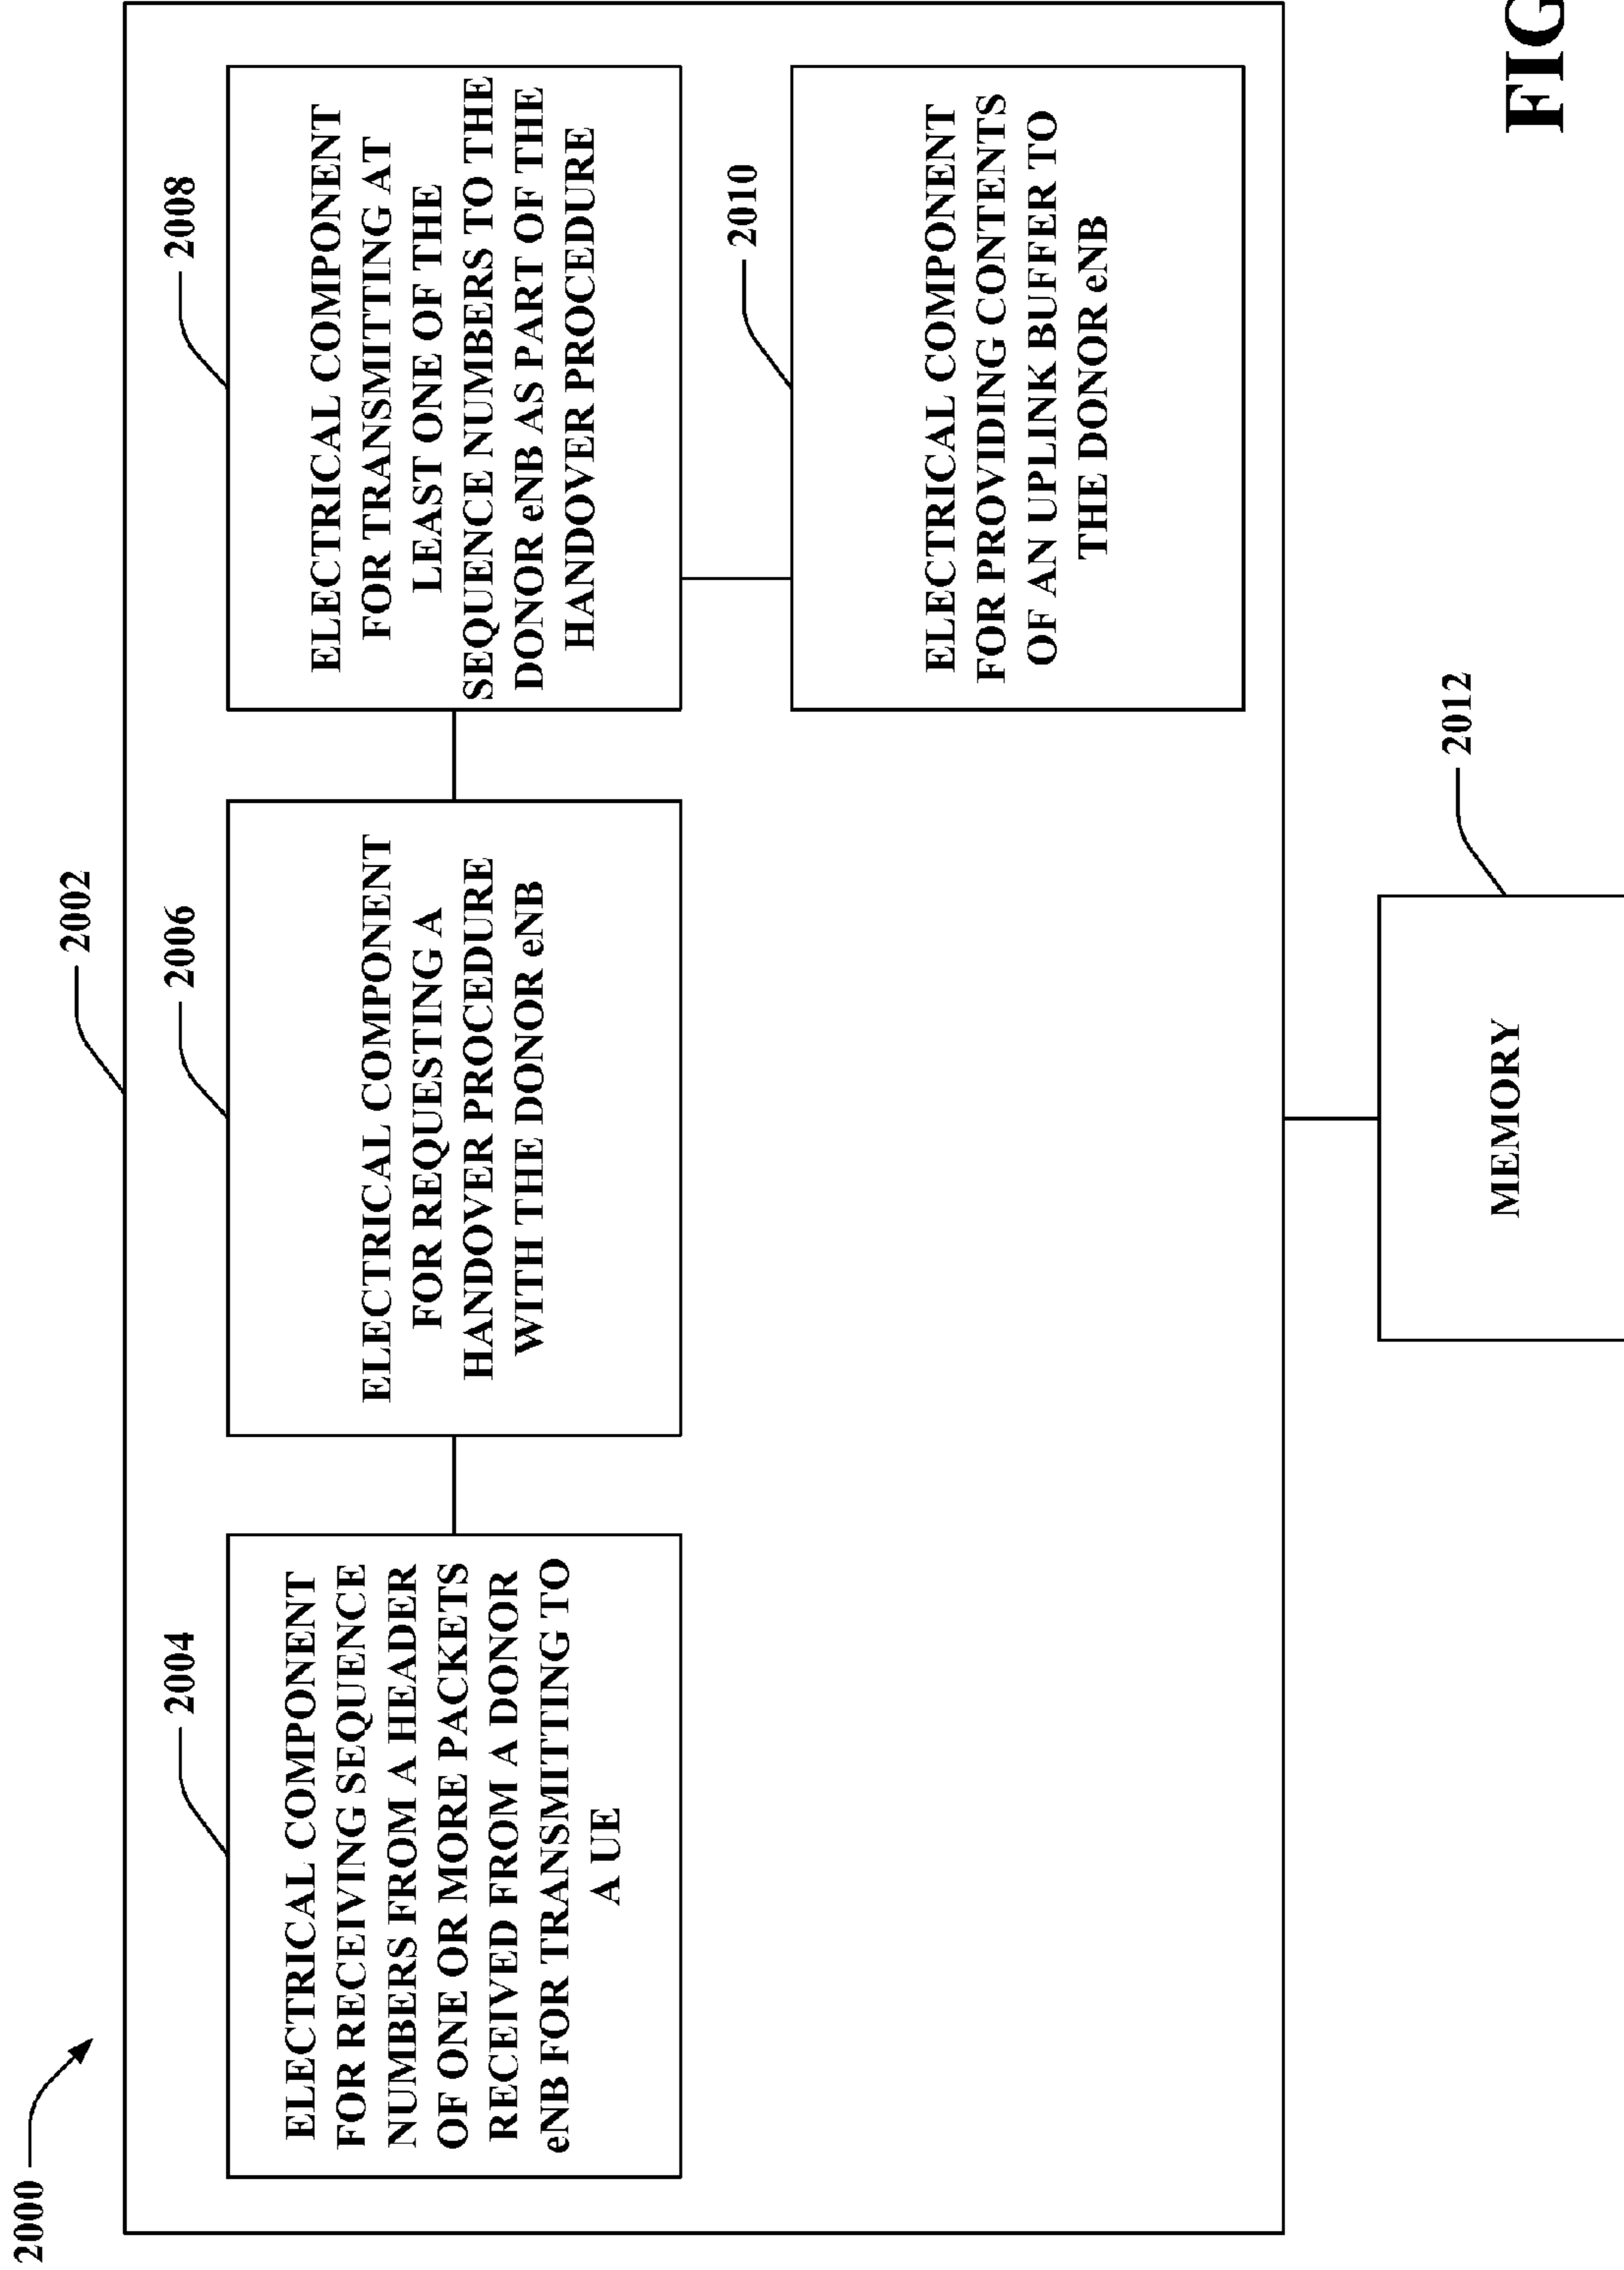 2000
2002
2004
ELECTRICAL COMPONENT
FOR RECEIVING SEQUENCE
NUMBERS FROM A HEADER
OF ONE OR MORE PACKETS
RECEIVED FROM A DONOR
eNB FOR TRANSMITTING TO
A UE
2006
ELECTRICAL COMPONENT
FOR REQUESTING A
HANDOVER PROCEDURE
WITH THE DONOR eNB
2008
ELECTRICAL COMPONENT
FOR TRANSMITTING AT
LEAST ONE OF THE
SEQUENCE NUMBERS TO THE
DONOR eNB AS PART OF THE
HANDOVER PROCEDURE
2010
ELECTRICAL COMPONENT
FOR PROVIDING CONTENTS
OF AN UPLINK BUFFER TO
THE DONOR eNB
2012
MEMORY
FIG